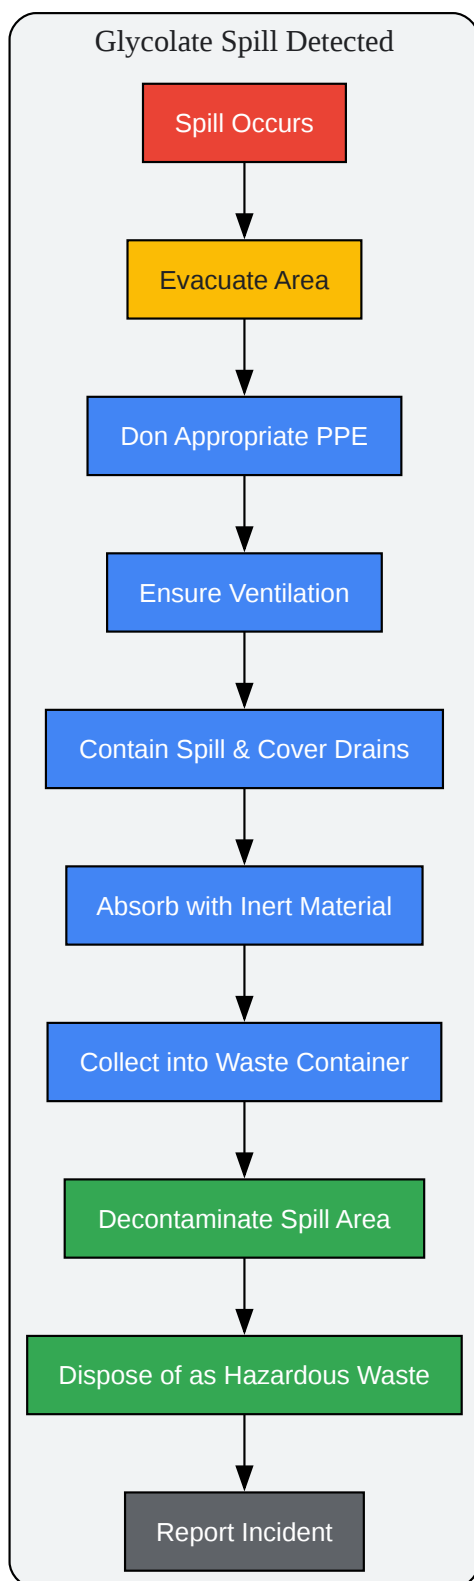 Glycolate Spill Detected
Spill Occurs
Evacuate Area
Don Appropriate PPE
Ensure Ventilation
Contain Spill & Cover Drains
Absorb with Inert Material
Collect into Waste Container
Decontaminate Spill Area
Dispose of as Hazardous Waste
Report Incident